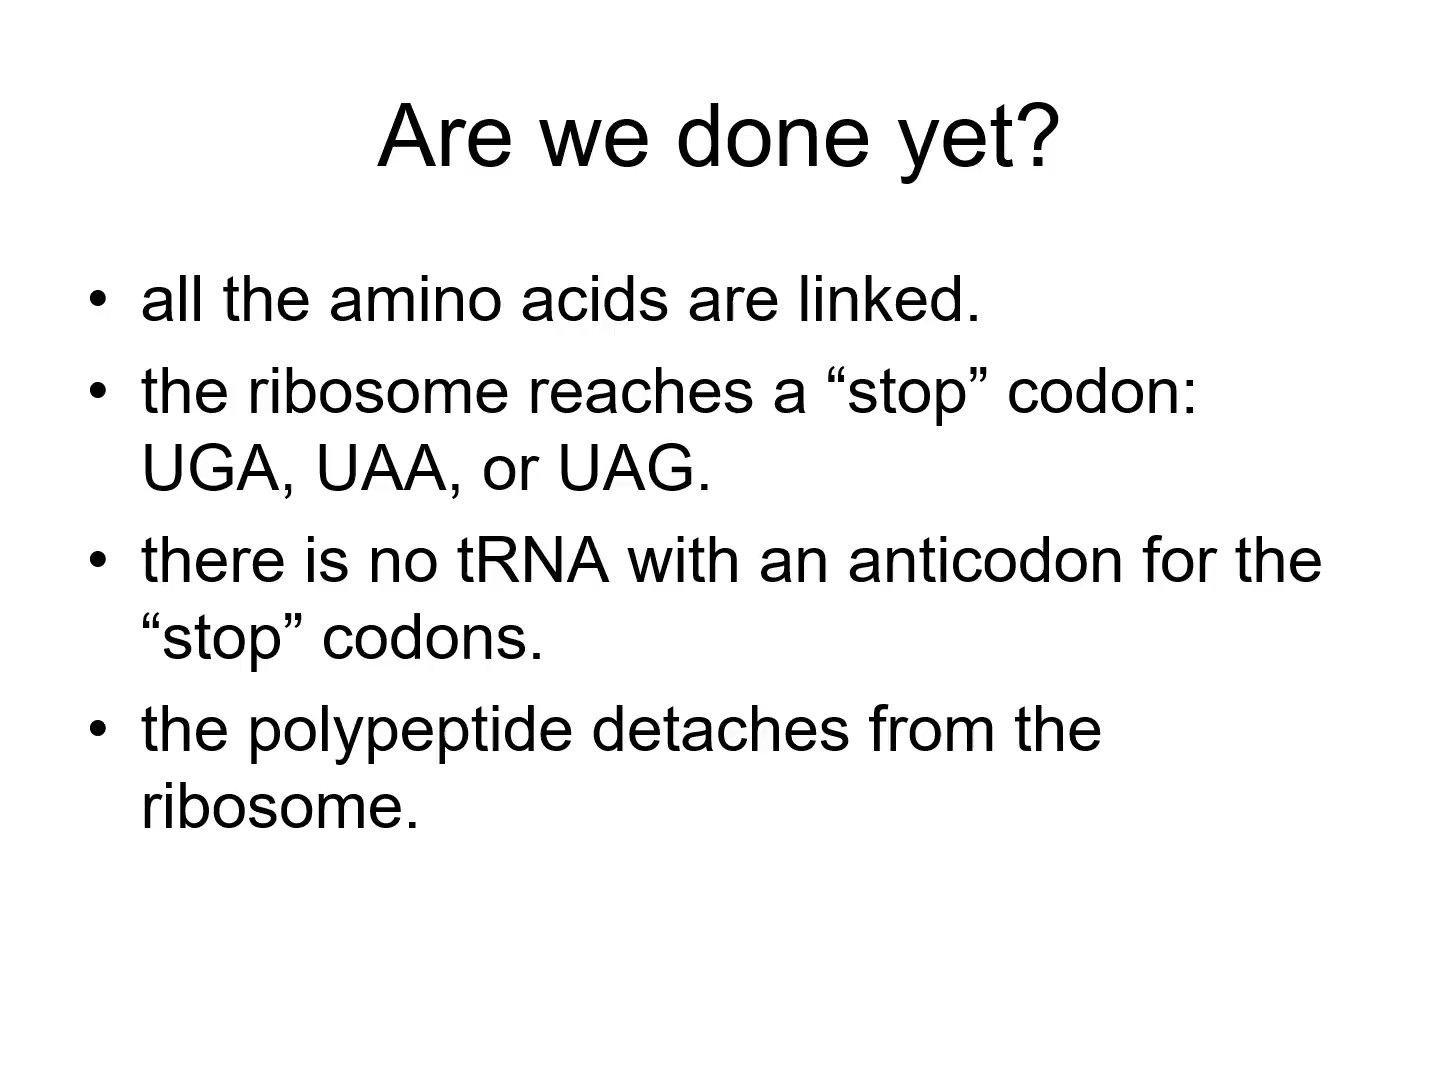 Are we done yet?
• all the amino acids are linked.
• the ribosome reaches a “stop” codon:
UGA, UAA, or UAG.
• there is no tRNA with an anticodon for the
“stop” codons.
• the polypeptide detaches from the
ribosome.